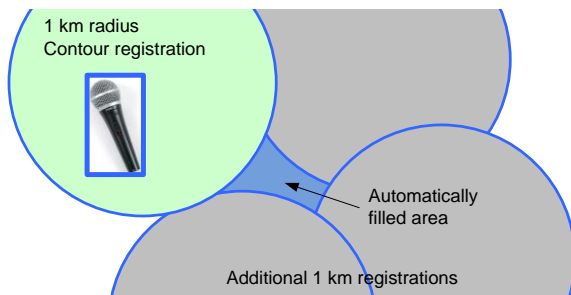 1 km radius
Contour registration
Automatically
filled area
Additional 1 km registrations